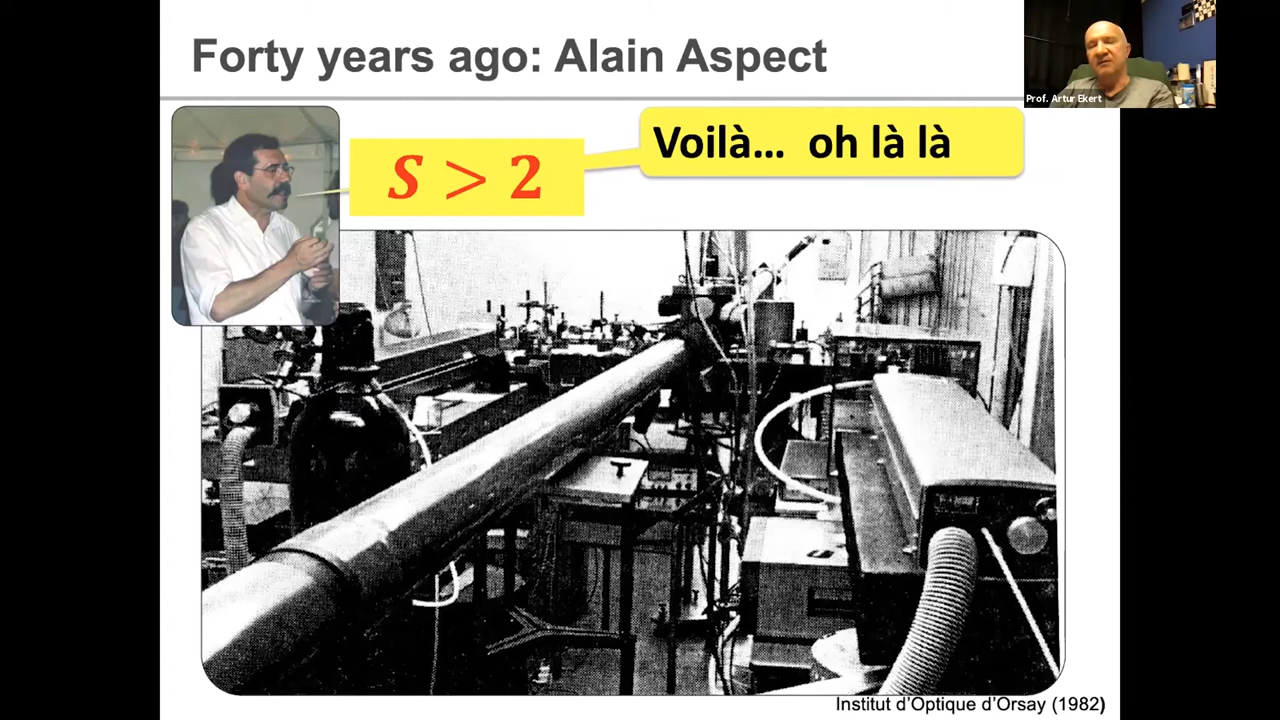 Forty years ago: Alain Aspect
Prof. Artur Ekert
Voilà... oh là là
S > 2
Institut d'Optique d'Orsay (1982)